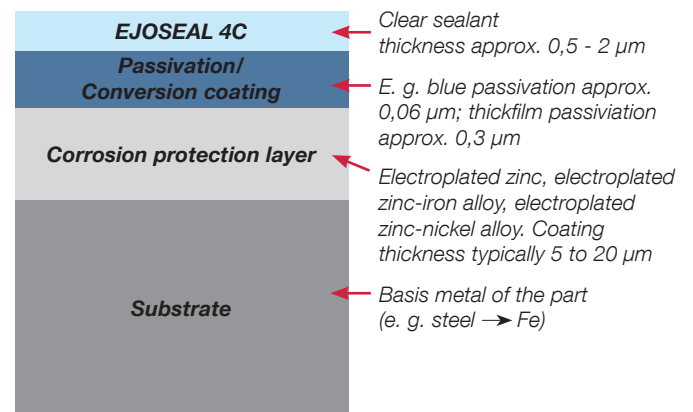 EJOSEAL 4C
Clear sealant
thickness approx. 0,5 - 2 µm
Passivation/
Conversion coating
E. g. blue passivation approx.
0,06 µm; thickfilm passiviation
approx. 0,3 µm
Corrosion protection layer
Electroplated zinc, electroplated
zinc-iron alloy, electroplated
zinc-nickel alloy. Coating
thickness typically 5 to 20 µm
Substrate
Basis metal of the part
(e. g. steel → Fe)